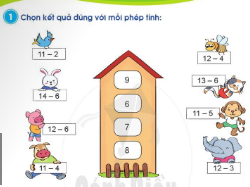 1 Chọn kết quả đúng với mỗi phép tính:
11 – 2
12 – 4
9
14 – 6
13 – 6
6
11 – 5
12 – 6
7
8
11 – 4
12 – 3